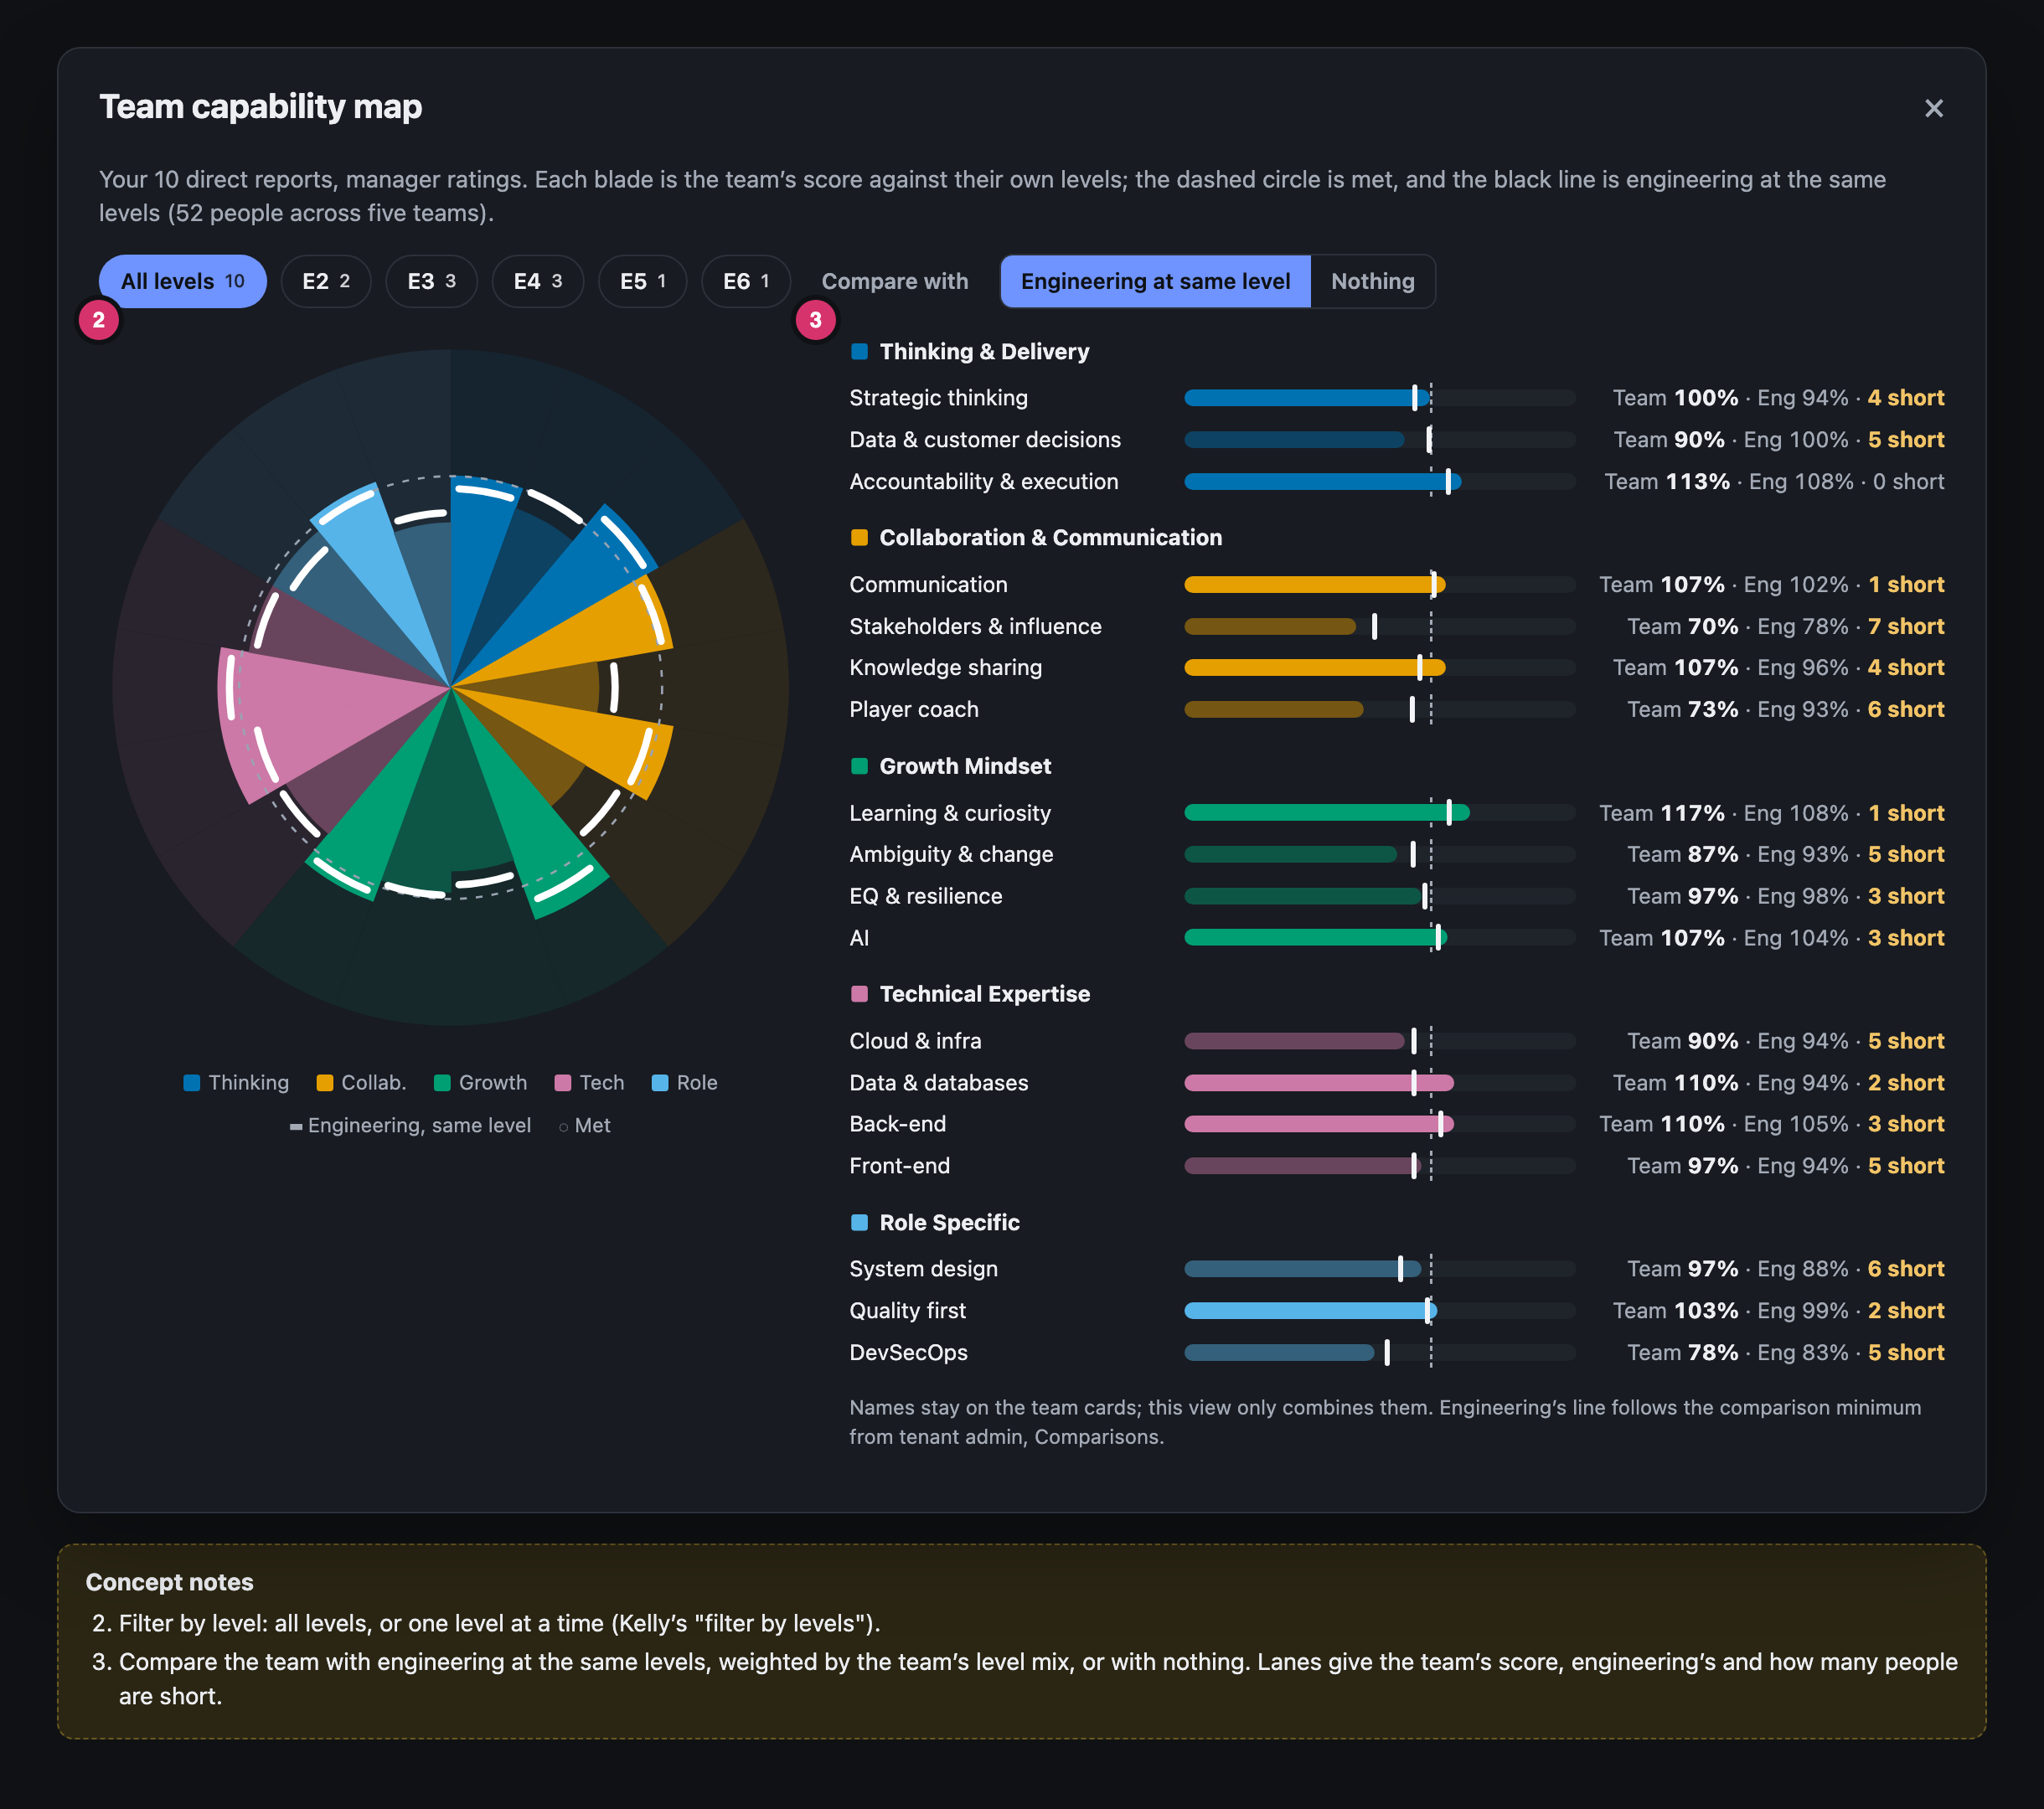 Team capability map
×
Your 10 direct reports, manager ratings. Each blade is the team’s score against their own levels; the dashed circle is met, and the black line is engineering at the same
levels (52 people across five teams).
All levels 10 E2 2 E3 3 E4 3 E5 1 E6 1 Compare with Engineering at same level Nothing
2
3
Thinking & Delivery
Strategic thinking Team 100% · Eng 94% · 4 short
Data & customer decisions Team 90% · Eng 100% · 5 short
Accountability & execution Team 113% · Eng 108% · 0 short
Collaboration & Communication
Communication Team 107% · Eng 102% · 1 short
Stakeholders & influence Team 70% · Eng 78% · 7 short
Knowledge sharing Team 107% · Eng 96% · 4 short
Player coach Team 73% · Eng 93% · 6 short
Growth Mindset
Learning & curiosity Team 117% · Eng 108% · 1 short
Ambiguity & change Team 87% · Eng 93% · 5 short
EQ & resilience Team 97% · Eng 98% · 3 short
AI Team 107% · Eng 104% · 3 short
Technical Expertise
Cloud & infra Team 90% · Eng 94% · 5 short
Data & databases Team 110% · Eng 94% · 2 short
Back-end Team 110% · Eng 105% · 3 short
Front-end Team 97% · Eng 94% · 5 short
Role Specific
System design Team 97% · Eng 88% · 6 short
Quality first Team 103% · Eng 99% · 2 short
DevSecOps Team 78% · Eng 83% · 5 short
Names stay on the team cards; this view only combines them. Engineering’s line follows the comparison minimum
from tenant admin, Comparisons.
Thinking Collab. Growth Tech Role
Engineering, same level Met
Concept notes
2. Filter by level: all levels, or one level at a time (Kelly’s "filter by levels").
3. Compare the team with engineering at the same levels, weighted by the team’s level mix, or with nothing. Lanes give the team’s score, engineering’s and how many people
are short.